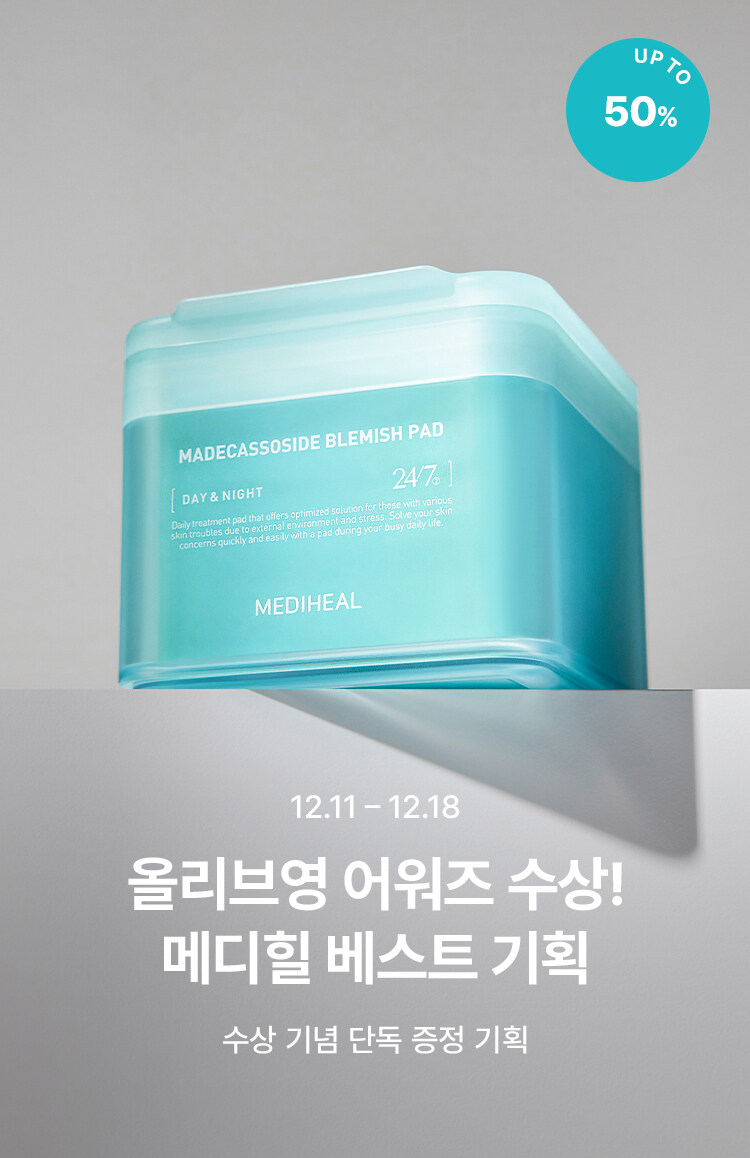 UP TO
50%
MADECASSOSIDE BLEMISH PAD
[ DAY & NIGHT 24/7 ]
Daily treatment pad that offers optimized solution for those with various
skin troubles due to external environment and stress. Solve your skin
concerns quickly and easily with a pad during your busy daily life.
MEDIHEAL
12.11 – 12.18
올리브영 어워즈 수상!
메디힐 베스트 기획
수상 기념 단독 증정 기획